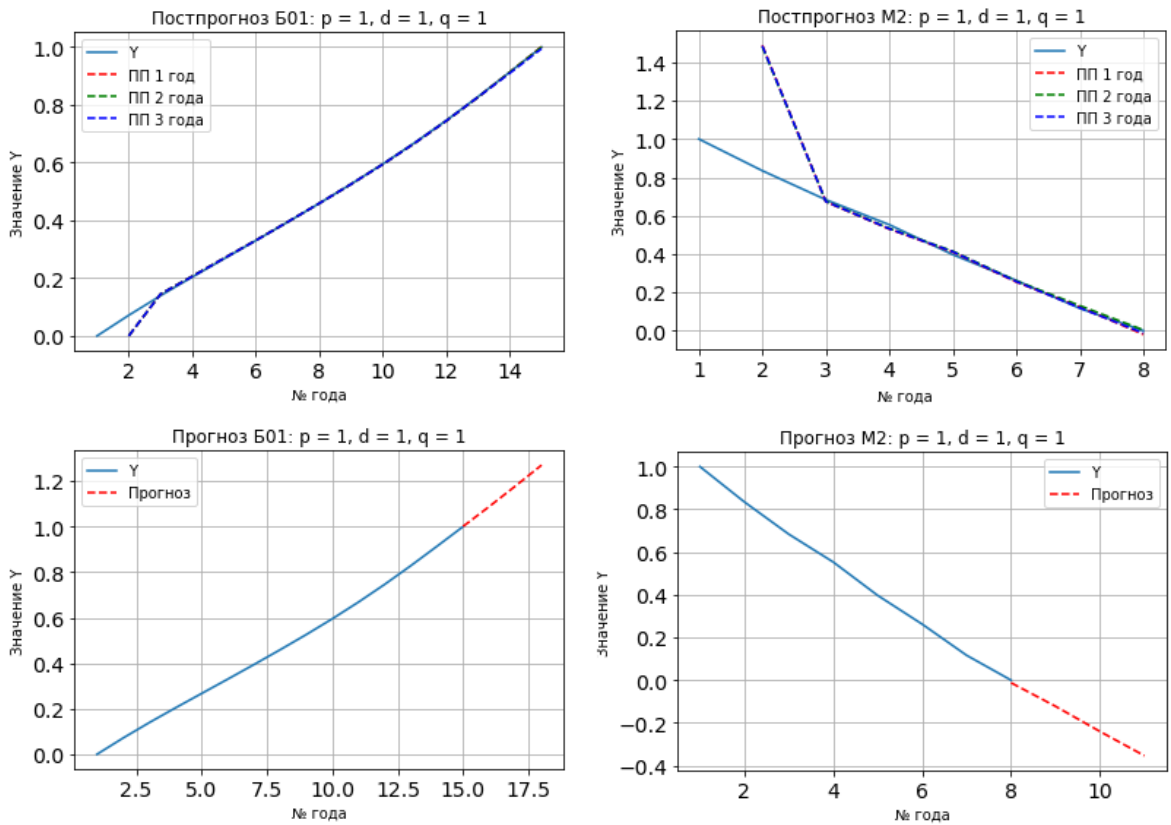 Постпрогноз Б01: p = 1, d = 1, q = 1
Y
ПП 1 год
ПП 2 года
ПП 3 года
Значение Y
1.0
0.8
0.6
0.4
0.2
0.0
2 4 6 8 10 12 14
№ года
Постпрогноз М2: p = 1, d = 1, q = 1
Y
ПП 1 год
ПП 2 года
ПП 3 года
Значение Y
1.4
1.2
1.0
0.8
0.6
0.4
0.2
0.0
1 2 3 4 5 6 7 8
№ года
Прогноз Б01: p = 1, d = 1, q = 1
Y
Прогноз
Значение Y
1.2
1.0
0.8
0.6
0.4
0.2
0.0
2.5 5.0 7.5 10.0 12.5 15.0 17.5
№ года
Прогноз М2: p = 1, d = 1, q = 1
Y
Прогноз
Значение Y
1.0
0.8
0.6
0.4
0.2
0.0
−0.2
−0.4
2 4 6 8 10
№ года